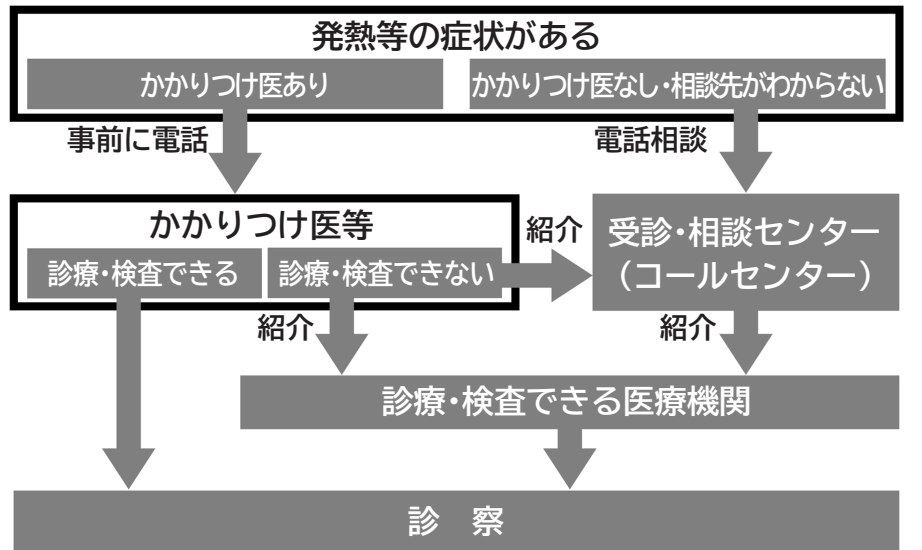 発熱等の症状がある
かかりつけ医あり
かかりつけ医なし・相談先がわからない
事前に電話
電話相談
かかりつけ医等
診療・検査できる
診療・検査できない
紹介
受診・相談センター
（コールセンター）
紹介
紹介
診療・検査できる医療機関
診　察